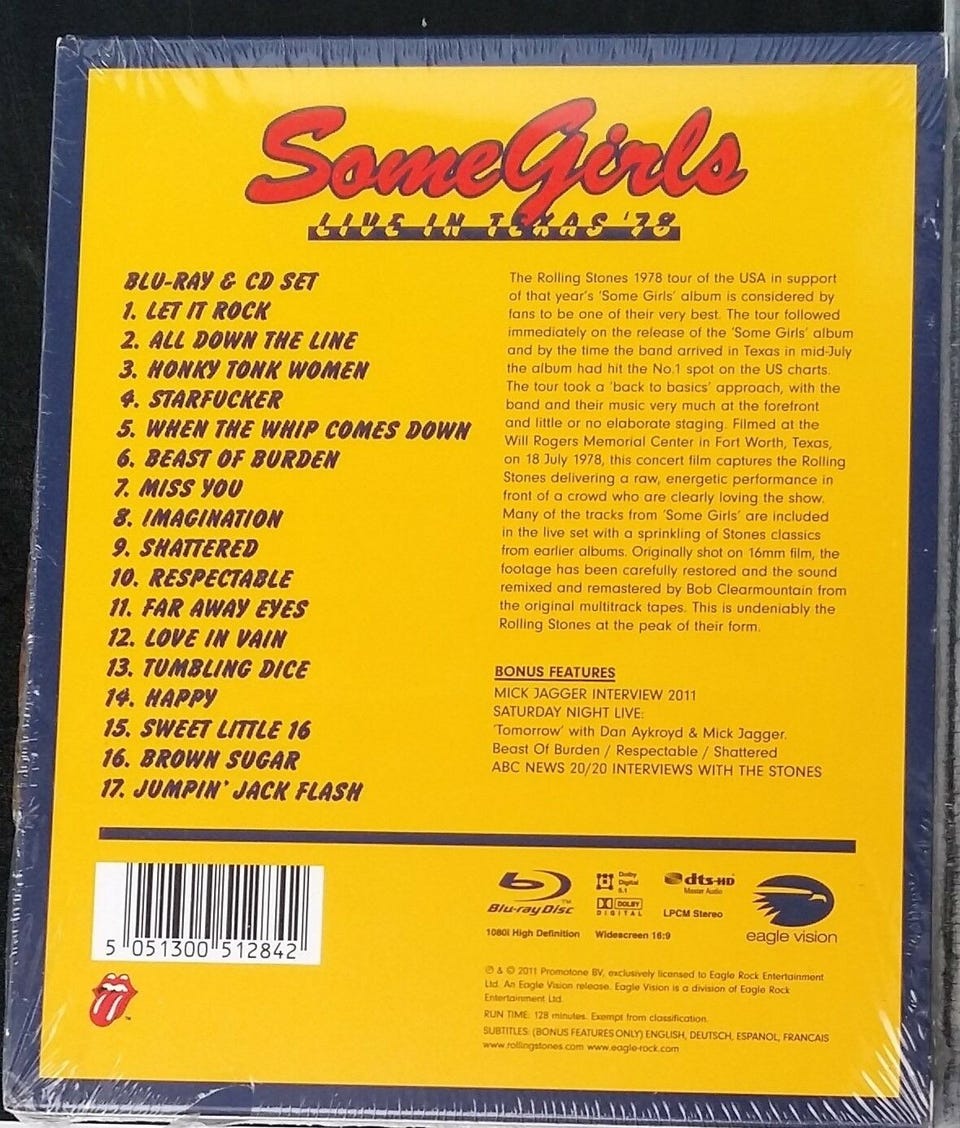 Some Girls
LIVE IN TEXAS '78
BLU-RAY & CD SET
1. LET IT ROCK
2. ALL DOWN THE LINE
3. HONKY TONK WOMEN
4. STARFUCKER
5. WHEN THE WHIP COMES DOWN
6. BEAST OF BURDEN
7. MISS YOU
8. IMAGINATION
9. SHATTERED
10. RESPECTABLE
11. FAR AWAY EYES
12. LOVE IN VAIN
13. TUMBLING DICE
14. HAPPY
15. SWEET LITTLE 16
16. BROWN SUGAR
17. JUMPIN' JACK FLASH
The Rolling Stones 1978 tour of the USA in support
of that year's 'Some Girls' album is considered by
fans to be one of their very best. The tour followed
immediately on the release of the 'Some Girls' album
and by the time the band arrived in Texas in mid-July
the album had hit the No.1 spot on the US charts.
The tour took a 'back to basics' approach, with the
band and their music very much at the forefront
and little or no elaborate staging. Filmed at the
Will Rogers Memorial Center in Fort Worth, Texas,
on 18 July 1978, this concert film captures the Rolling
Stones delivering a raw, energetic performance in
front of a crowd who are clearly loving the show.
Many of the tracks from 'Some Girls' are included
in the live set with a sprinkling of Stones classics
from earlier albums. Originally shot on 16mm film, the
footage has been carefully restored and the sound
remixed and remastered by Bob Clearmountain from
the original multitrack tapes. This is undeniably the
Rolling Stones at the peak of their form.
BONUS FEATURES
MICK JAGGER INTERVIEW 2011
SATURDAY NIGHT LIVE:
'Tomorrow' with Dan Aykroyd & Mick Jagger.
Beast Of Burden / Respectable / Shattered
ABC NEWS 20/20 INTERVIEWS WITH THE STONES
5 051300 512842
Blu-ray Disc TM
1080i High Definition
Dolby
Digital
5.1
DOLBY
DIGITAL
Widescreen 16:9
dts-HD
Master Audio
LPCM Stereo
eagle vision
℗ & © 2011 Promotone BV, exclusively licensed to Eagle Rock Entertainment
Ltd. An Eagle Vision release. Eagle Vision is a division of Eagle Rock
Entertainment Ltd.
RUN TIME: 128 minutes. Exempt from classification.
SUBTITLES: (BONUS FEATURES ONLY) ENGLISH, DEUTSCH, ESPANOL, FRANCAIS
www.rollingstones.com www.eagle-rock.com
TM